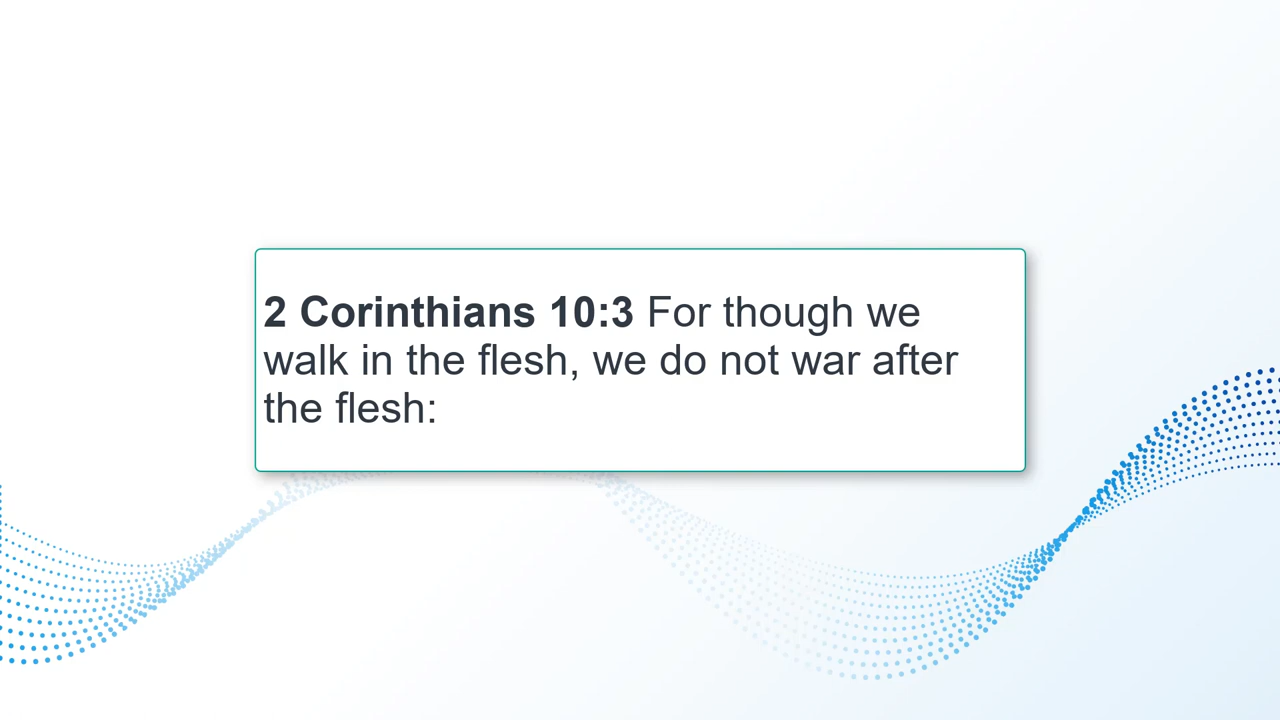 2 Corinthians 10:3 For though we
walk in the flesh, we do not war after
the flesh: